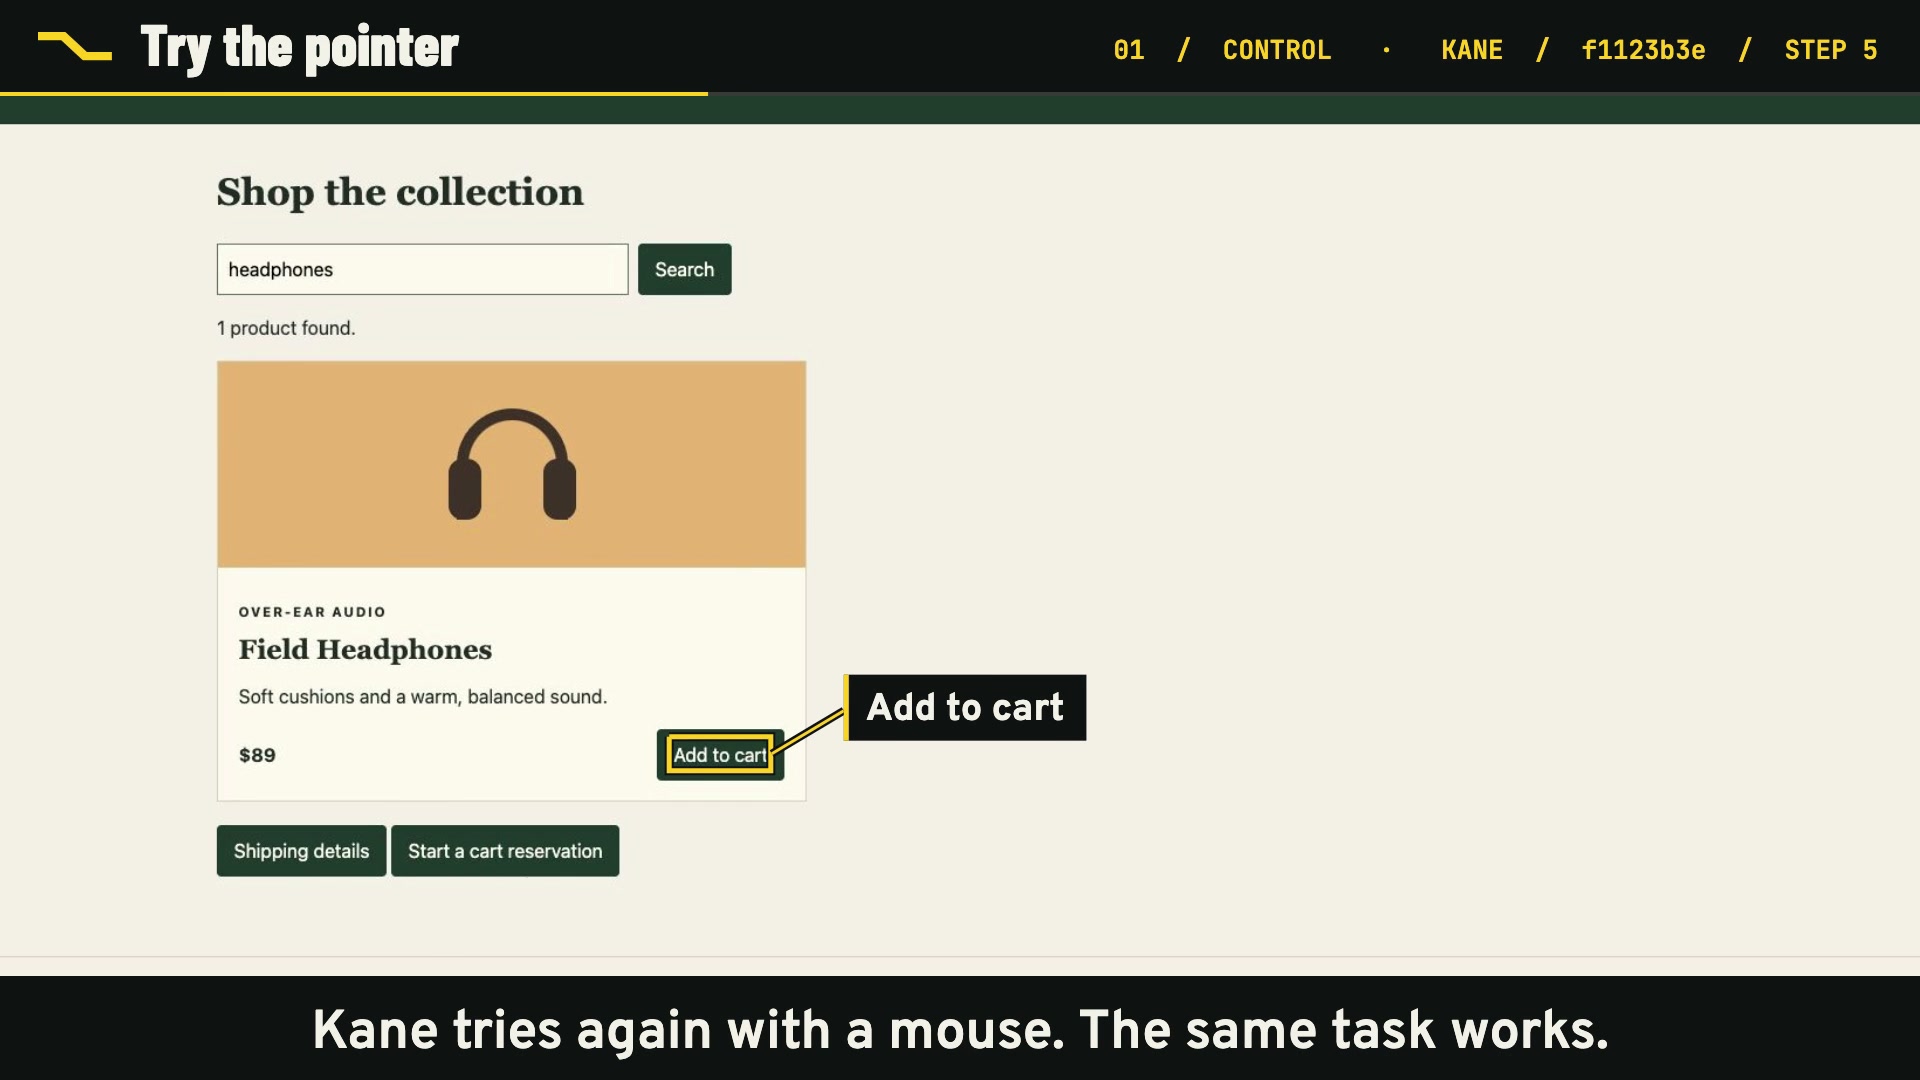 Try the pointer
01 / CONTROL · KANE / f1123b3e / STEP 5
Shop the collection
headphones
Search
1 product found.
OVER-EAR AUDIO
Field Headphones
Soft cushions and a warm, balanced sound.
$89
Add to cart
Add to cart
Shipping details
Start a cart reservation
Kane tries again with a mouse. The same task works.